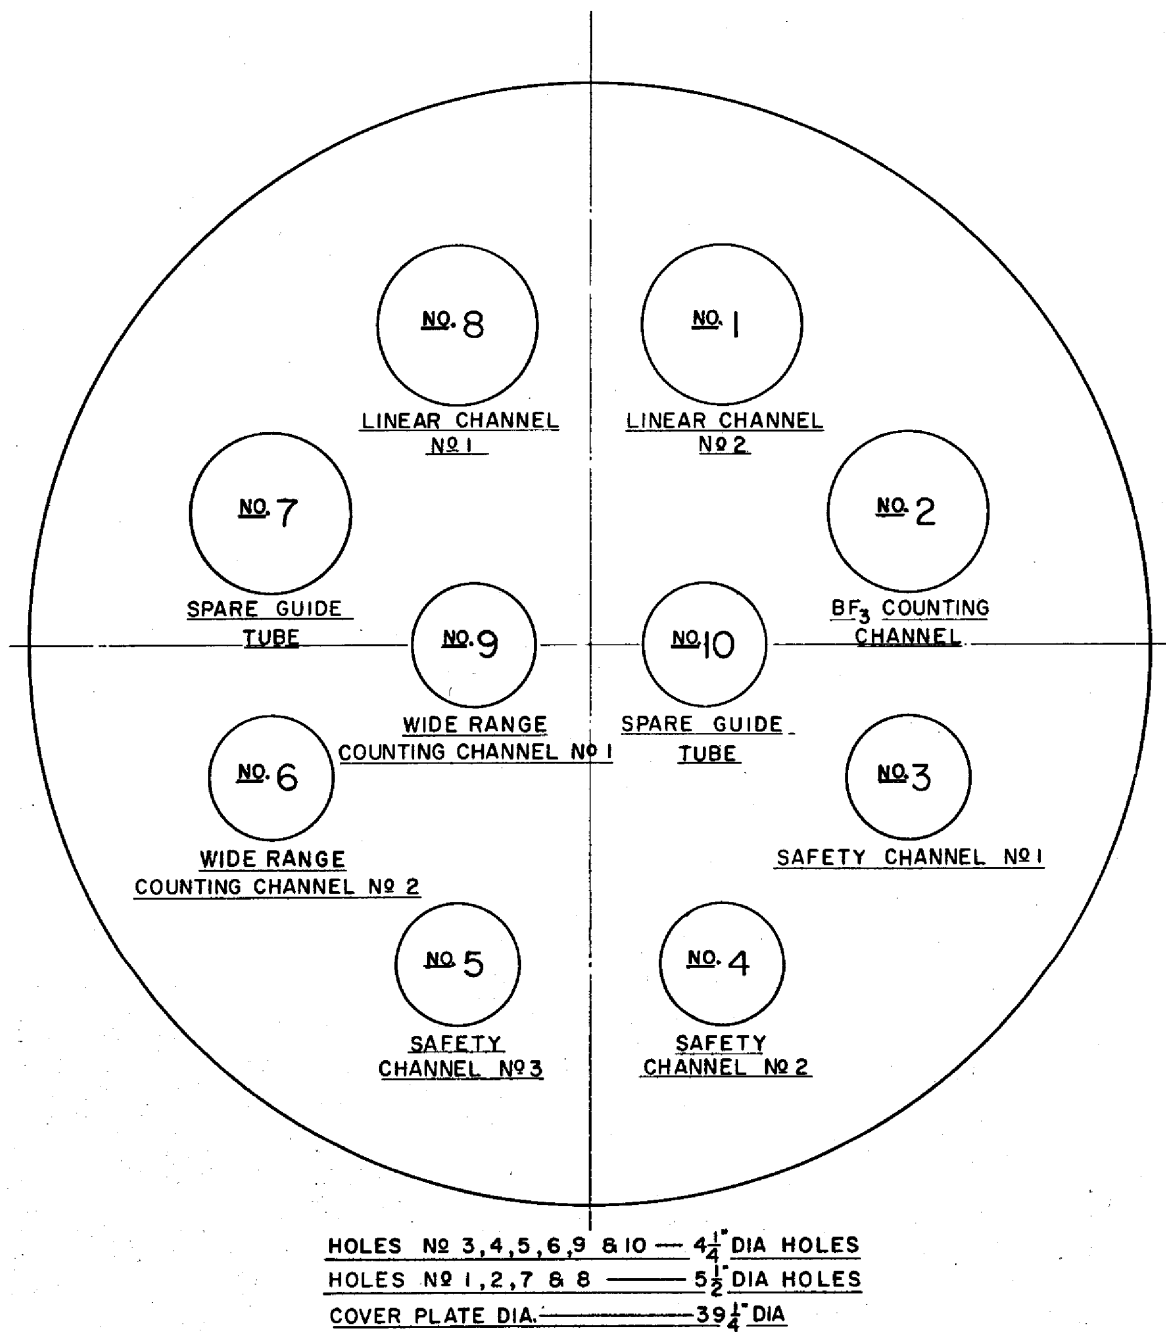 NO. 8
LINEAR CHANNEL
Nº 1
NO. 1
LINEAR CHANNEL
Nº 2
NO. 7
SPARE GUIDE
TUBE
NO. 2
BF₃ COUNTING
CHANNEL
NO. 9
WIDE RANGE
COUNTING CHANNEL Nº 1
NO. 10
SPARE GUIDE
TUBE
NO. 6
WIDE RANGE
COUNTING CHANNEL Nº 2
NO. 3
SAFETY CHANNEL Nº 1
NO. 5
SAFETY
CHANNEL Nº 3
NO. 4
SAFETY
CHANNEL Nº 2
HOLES Nº 3,4,5,6,9 & 10 — 4 1/4" DIA HOLES
HOLES Nº 1,2,7 & 8 — 5 1/2" DIA HOLES
COVER PLATE DIA. — 39 1/4" DIA